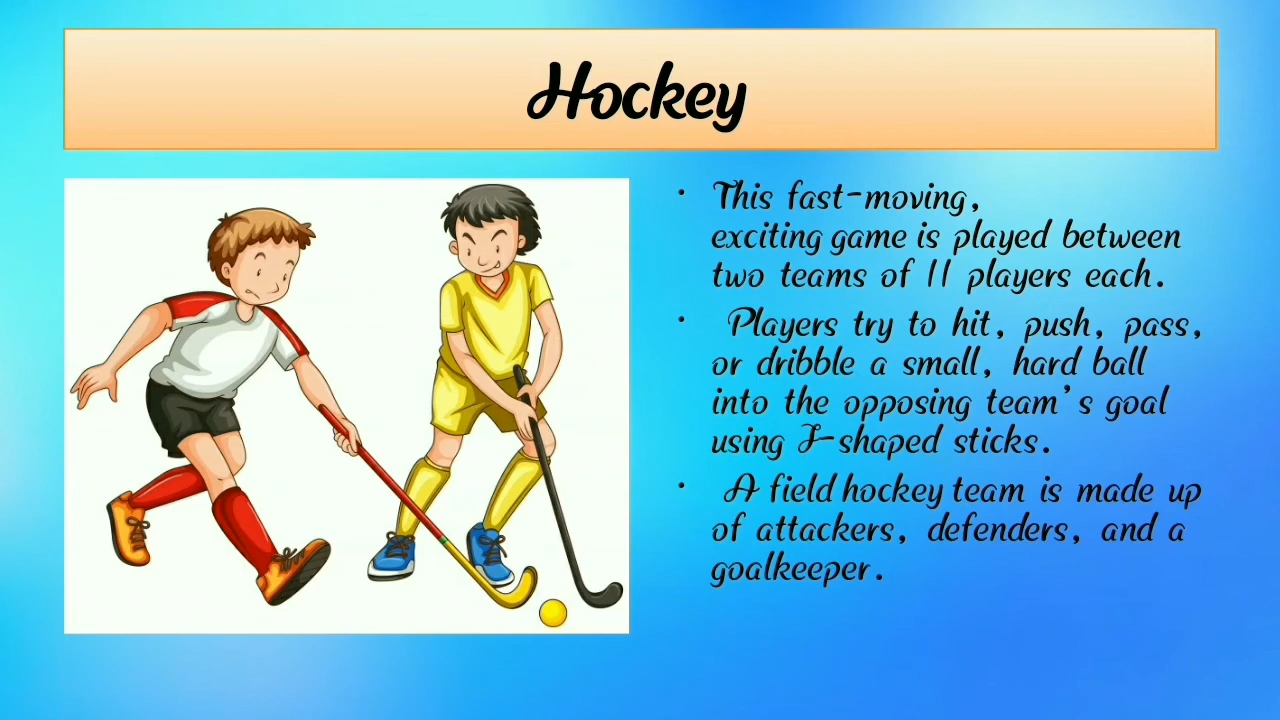 Hockey
• This fast-moving,
exciting game is played between
two teams of 11 players each.
• Players try to hit, push, pass,
or dribble a small, hard ball
into the opposing team's goal
using J-shaped sticks.
• A field hockey team is made up
of attackers, defenders, and a
goalkeeper.